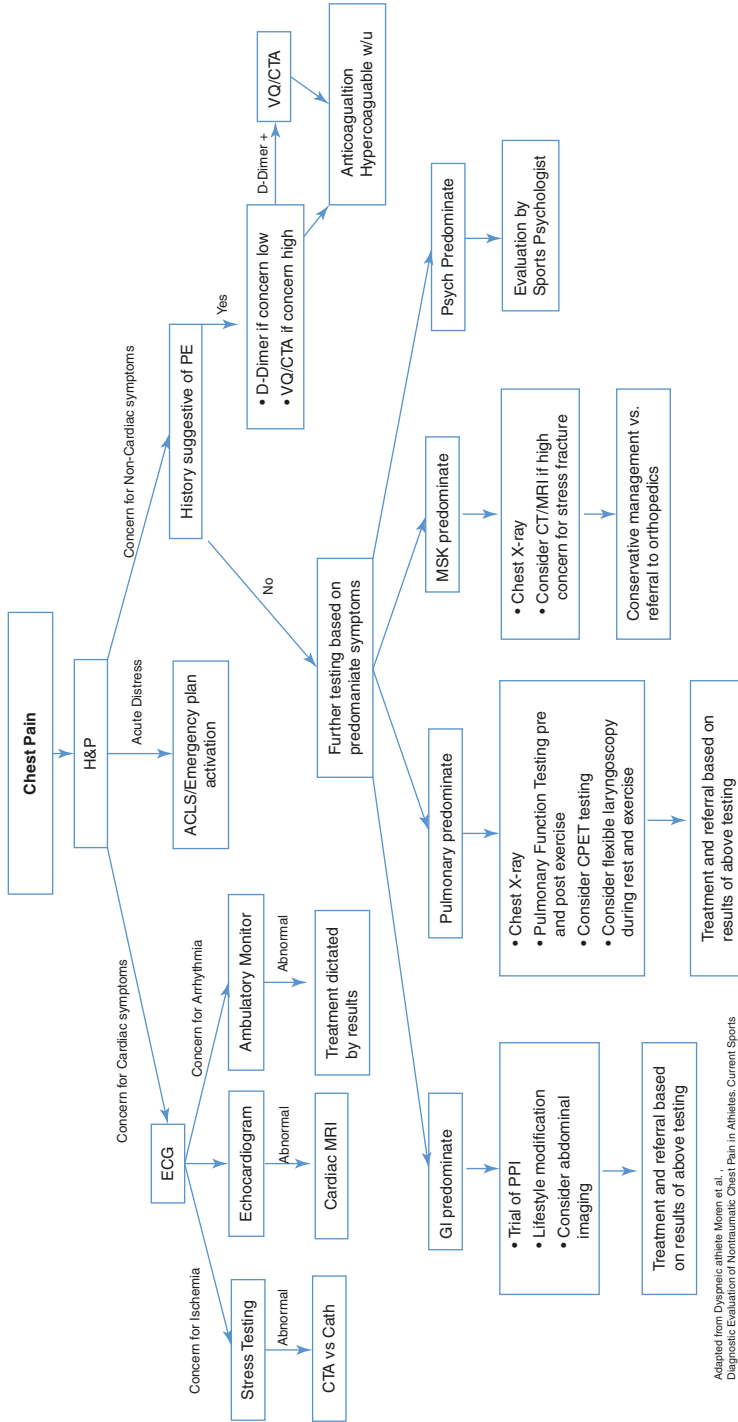 Chest Pain
H&P
Concern for Cardiac symptoms
Acute Distress
Concern for Non-Cardiac symptoms
ECG
ACLS/Emergency plan
activation
History suggestive of PE
Concern for Ischemia
Concern for Arrhythmia
Yes
No
Stress Testing
Echocardiogram
Ambulatory Monitor
• D-Dimer if concern low
• VQ/CTA if concern high
D-Dimer +
VQ/CTA
Abnormal
Abnormal
Abnormal
CTA vs Cath
Cardiac MRI
Treatment dictated
by results
Anticoagualtion
Hypercoaguable w/u
Further testing based on
predomaniate symptoms
GI predominate
Pulmonary predominate
MSK predominate
Psych Predominate
• Trial of PPI
• Lifestyle modification
• Consider abdominal
imaging
• Chest X-ray
• Pulmonary Function Testing pre
and post exercise
• Consider CPET testing
• Consider flexible laryngoscopy
during rest and exercise
• Chest X-ray
• Consider CT/MRI if high
concern for stress fracture
Evaluation by
Sports Psychologist
Treatment and referral based
on results of above testing
Treatment and referral based on
results of above testing
Conservative management vs.
referral to orthopedics
Adapted from Dyspneic athlete Moren et al. ,
Diagnostic Evaluation of Nontraumatic Chest Pain in Athletes. Current Sports